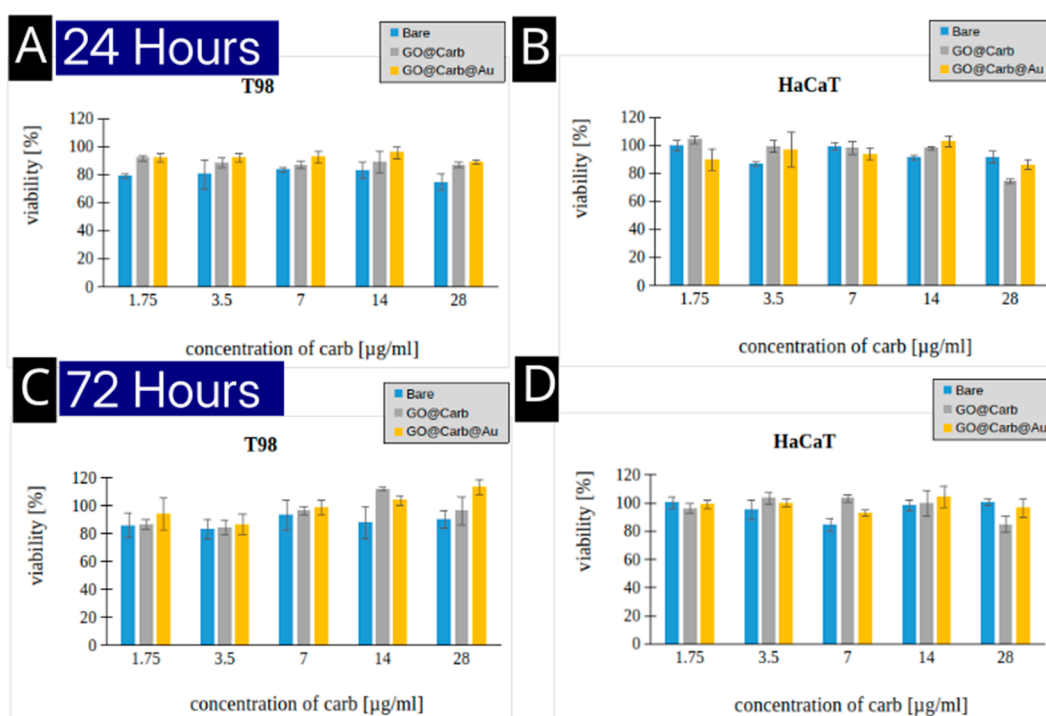 A 24 Hours
Bare
GO@Carb
GO@Carb@Au
T98
viability [%]
120
100
80
60
40
20
0
1.75 3.5 7 14 28
concentration of carb [µg/ml]
B
Bare
GO@Carb
GO@Carb@Au
HaCaT
viability [%]
120
100
80
60
40
20
0
1.75 3.5 7 14 28
concentration of carb [µg/ml]
C 72 Hours
Bare
GO@Carb
GO@Carb@Au
T98
viability [%]
120
100
80
60
40
20
0
1.75 3.5 7 14 28
concentration of carb [µg/ml]
D
Bare
GO@Carb
GO@Carb@Au
HaCaT
viability [%]
120
100
80
60
40
20
0
1.75 3.5 7 14 28
concentration of carb [µg/ml]